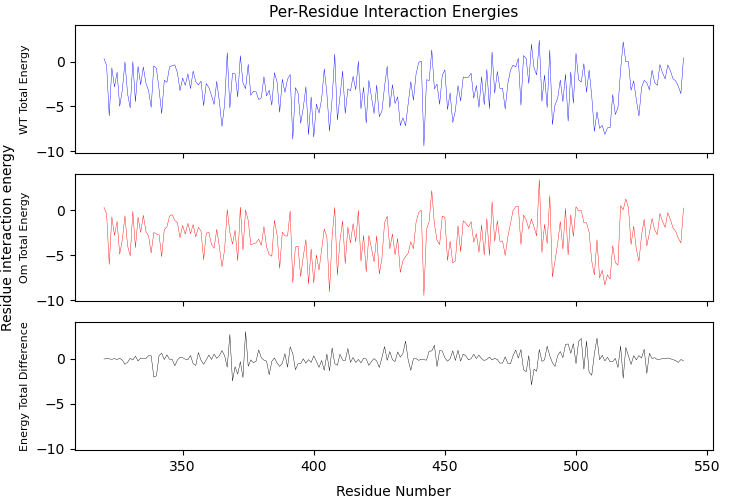 Per-Residue Interaction Energies
Residue interaction energy
WT Total Energy
0
−5
−10
Om Total Energy
0
−5
−10
Energy Total Difference
0
−5
−10
350 400 450 500 550
Residue Number